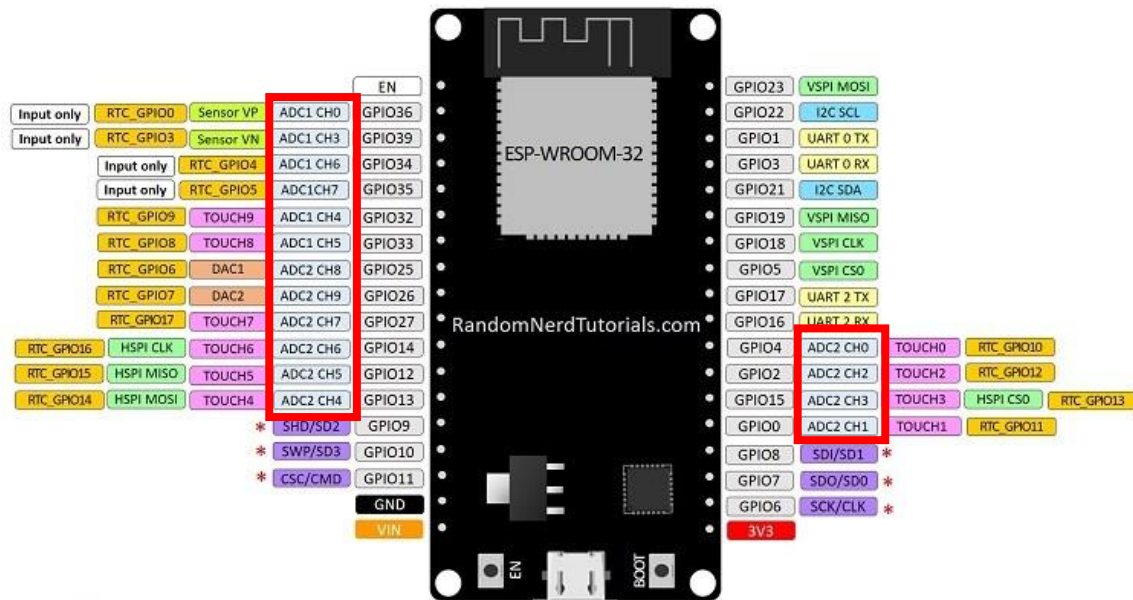 EN
Input only RTC_GPIO0 Sensor VP ADC1 CH0 GPIO36
Input only RTC_GPIO3 Sensor VN ADC1 CH3 GPIO39
Input only RTC_GPIO4 ADC1 CH6 GPIO34
Input only RTC_GPIO5 ADC1CH7 GPIO35
RTC_GPIO9 TOUCH9 ADC1 CH4 GPIO32
RTC_GPIO8 TOUCH8 ADC1 CH5 GPIO33
RTC_GPIO6 DAC1 ADC2 CH8 GPIO25
RTC_GPIO7 DAC2 ADC2 CH9 GPIO26
RTC_GPIO17 TOUCH7 ADC2 CH7 GPIO27
RTC_GPIO16 HSPI CLK TOUCH6 ADC2 CH6 GPIO14
RTC_GPIO15 HSPI MISO TOUCH5 ADC2 CH5 GPIO12
RTC_GPIO14 HSPI MOSI TOUCH4 ADC2 CH4 GPIO13
* SHD/SD2 GPIO9
* SWP/SD3 GPIO10
* CSC/CMD GPIO11
GND
VIN
ESP-WROOM-32
RandomNerdTutorials.com
EN
BOOT
GPIO23 VSPI MOSI
GPIO22 I2C SCL
GPIO1 UART 0 TX
GPIO3 UART 0 RX
GPIO21 I2C SDA
GPIO19 VSPI MISO
GPIO18 VSPI CLK
GPIO5 VSPI CS0
GPIO17 UART 2 TX
GPIO16 UART 2 RX
GPIO4 ADC2 CH0 TOUCH0 RTC_GPIO10
GPIO2 ADC2 CH2 TOUCH2 RTC_GPIO12
GPIO15 ADC2 CH3 TOUCH3 HSPI CS0 RTC_GPIO13
GPIO0 ADC2 CH1 TOUCH1 RTC_GPIO11
GPIO8 SDI/SD1 *
GPIO7 SDO/SD0 *
GPIO6 SCK/CLK *
3V3